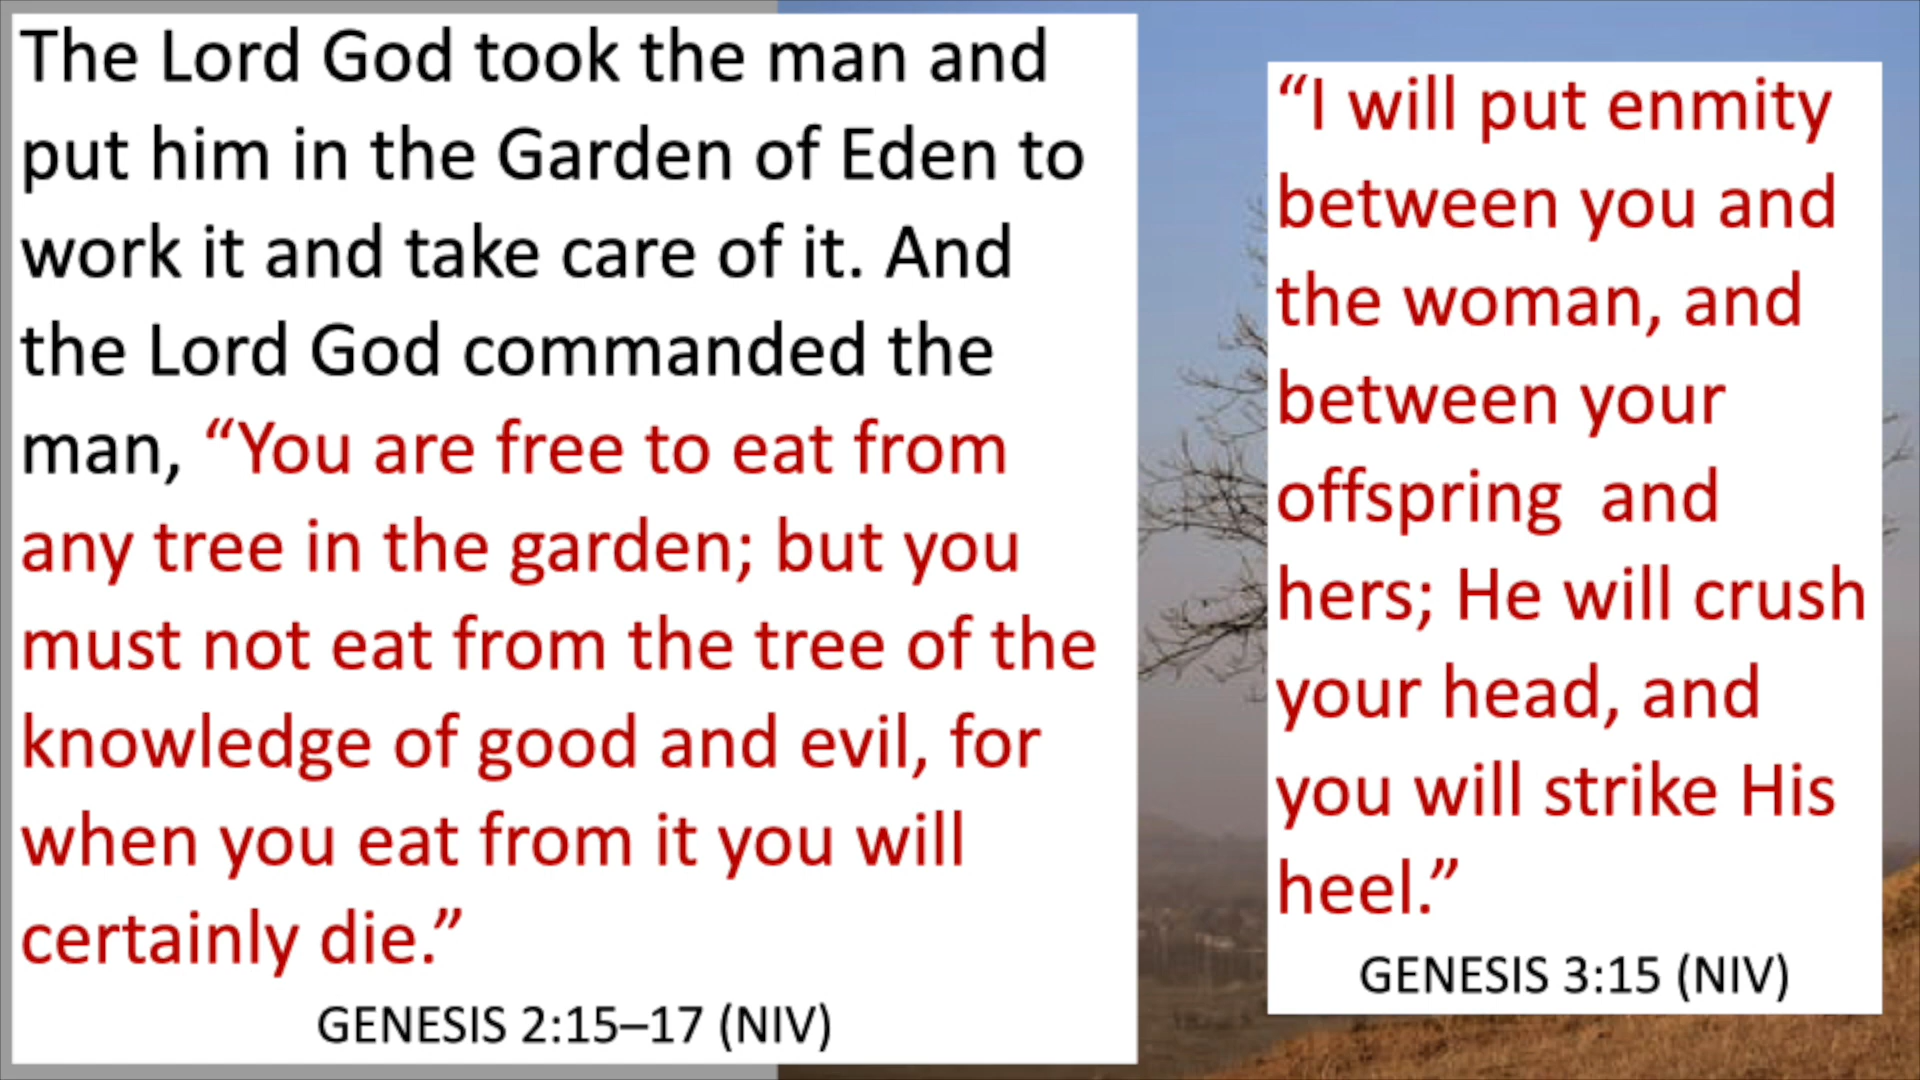 The Lord God took the man and
put him in the Garden of Eden to
work it and take care of it. And
the Lord God commanded the
man, “You are free to eat from
any tree in the garden; but you
must not eat from the tree of the
knowledge of good and evil, for
when you eat from it you will
certainly die.”
GENESIS 2:15–17 (NIV)
“I will put enmity
between you and
the woman, and
between your
offspring  and
hers; He will crush
your head, and
you will strike His
heel.”
GENESIS 3:15 (NIV)